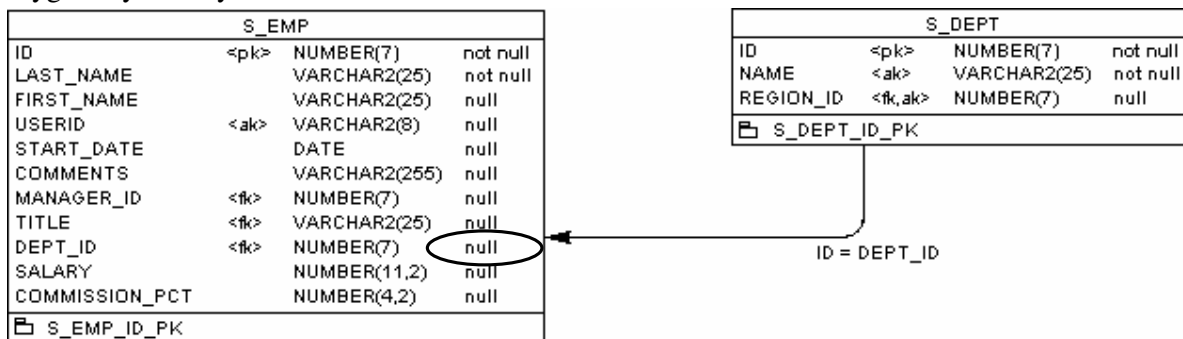 S_EMP
ID <pk> NUMBER(7) not null
LAST_NAME VARCHAR2(25) not null
FIRST_NAME VARCHAR2(25) null
USERID <ak> VARCHAR2(8) null
START_DATE DATE null
COMMENTS VARCHAR2(255) null
MANAGER_ID <fk> NUMBER(7) null
TITLE <fk> VARCHAR2(25) null
DEPT_ID <fk> NUMBER(7) null
SALARY NUMBER(11,2) null
COMMISSION_PCT NUMBER(4,2) null
S_EMP_ID_PK
S_DEPT
ID <pk> NUMBER(7) not null
NAME <ak> VARCHAR2(25) not null
REGION_ID <fk,ak> NUMBER(7) null
S_DEPT_ID_PK
ID = DEPT_ID